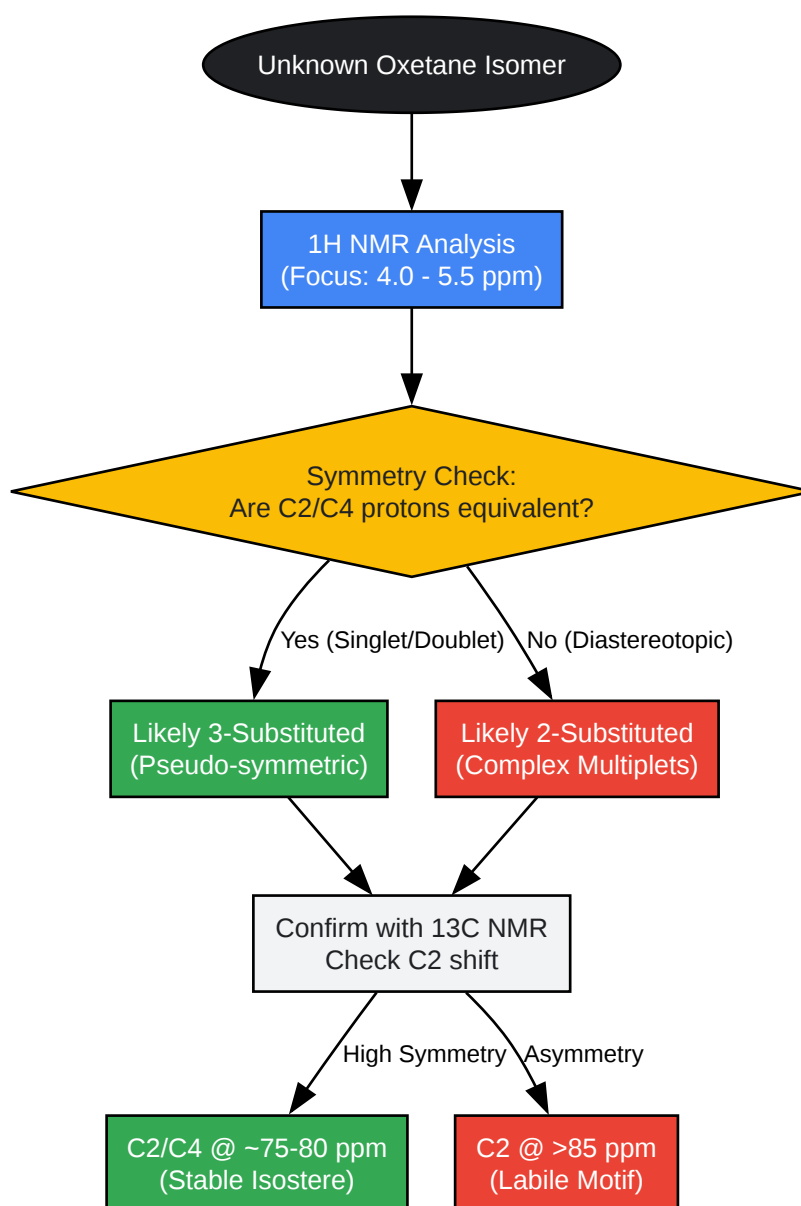 Unknown Oxetane Isomer
1H NMR Analysis
(Focus: 4.0 - 5.5 ppm)
Symmetry Check:
Are C2/C4 protons equivalent?
Yes (Singlet/Doublet)
No (Diastereotopic)
Likely 3-Substituted
(Pseudo-symmetric)
Likely 2-Substituted
(Complex Multiplets)
Confirm with 13C NMR
Check C2 shift
High Symmetry
Asymmetry
C2/C4 @ ~75-80 ppm
(Stable Isostere)
C2 @ >85 ppm
(Labile Motif)